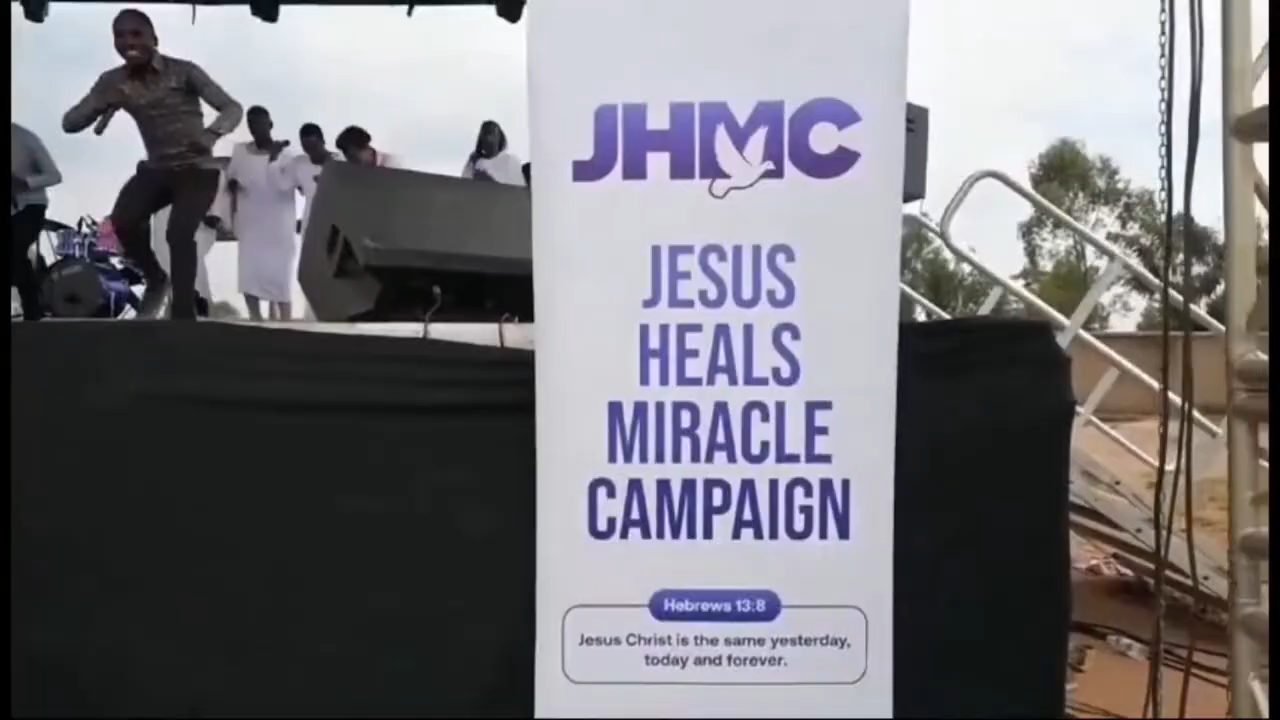 JHMC
JESUS
HEALS
MIRACLE
CAMPAIGN
Hebrews 13:8
Jesus Christ is the same yesterday,
today and forever.